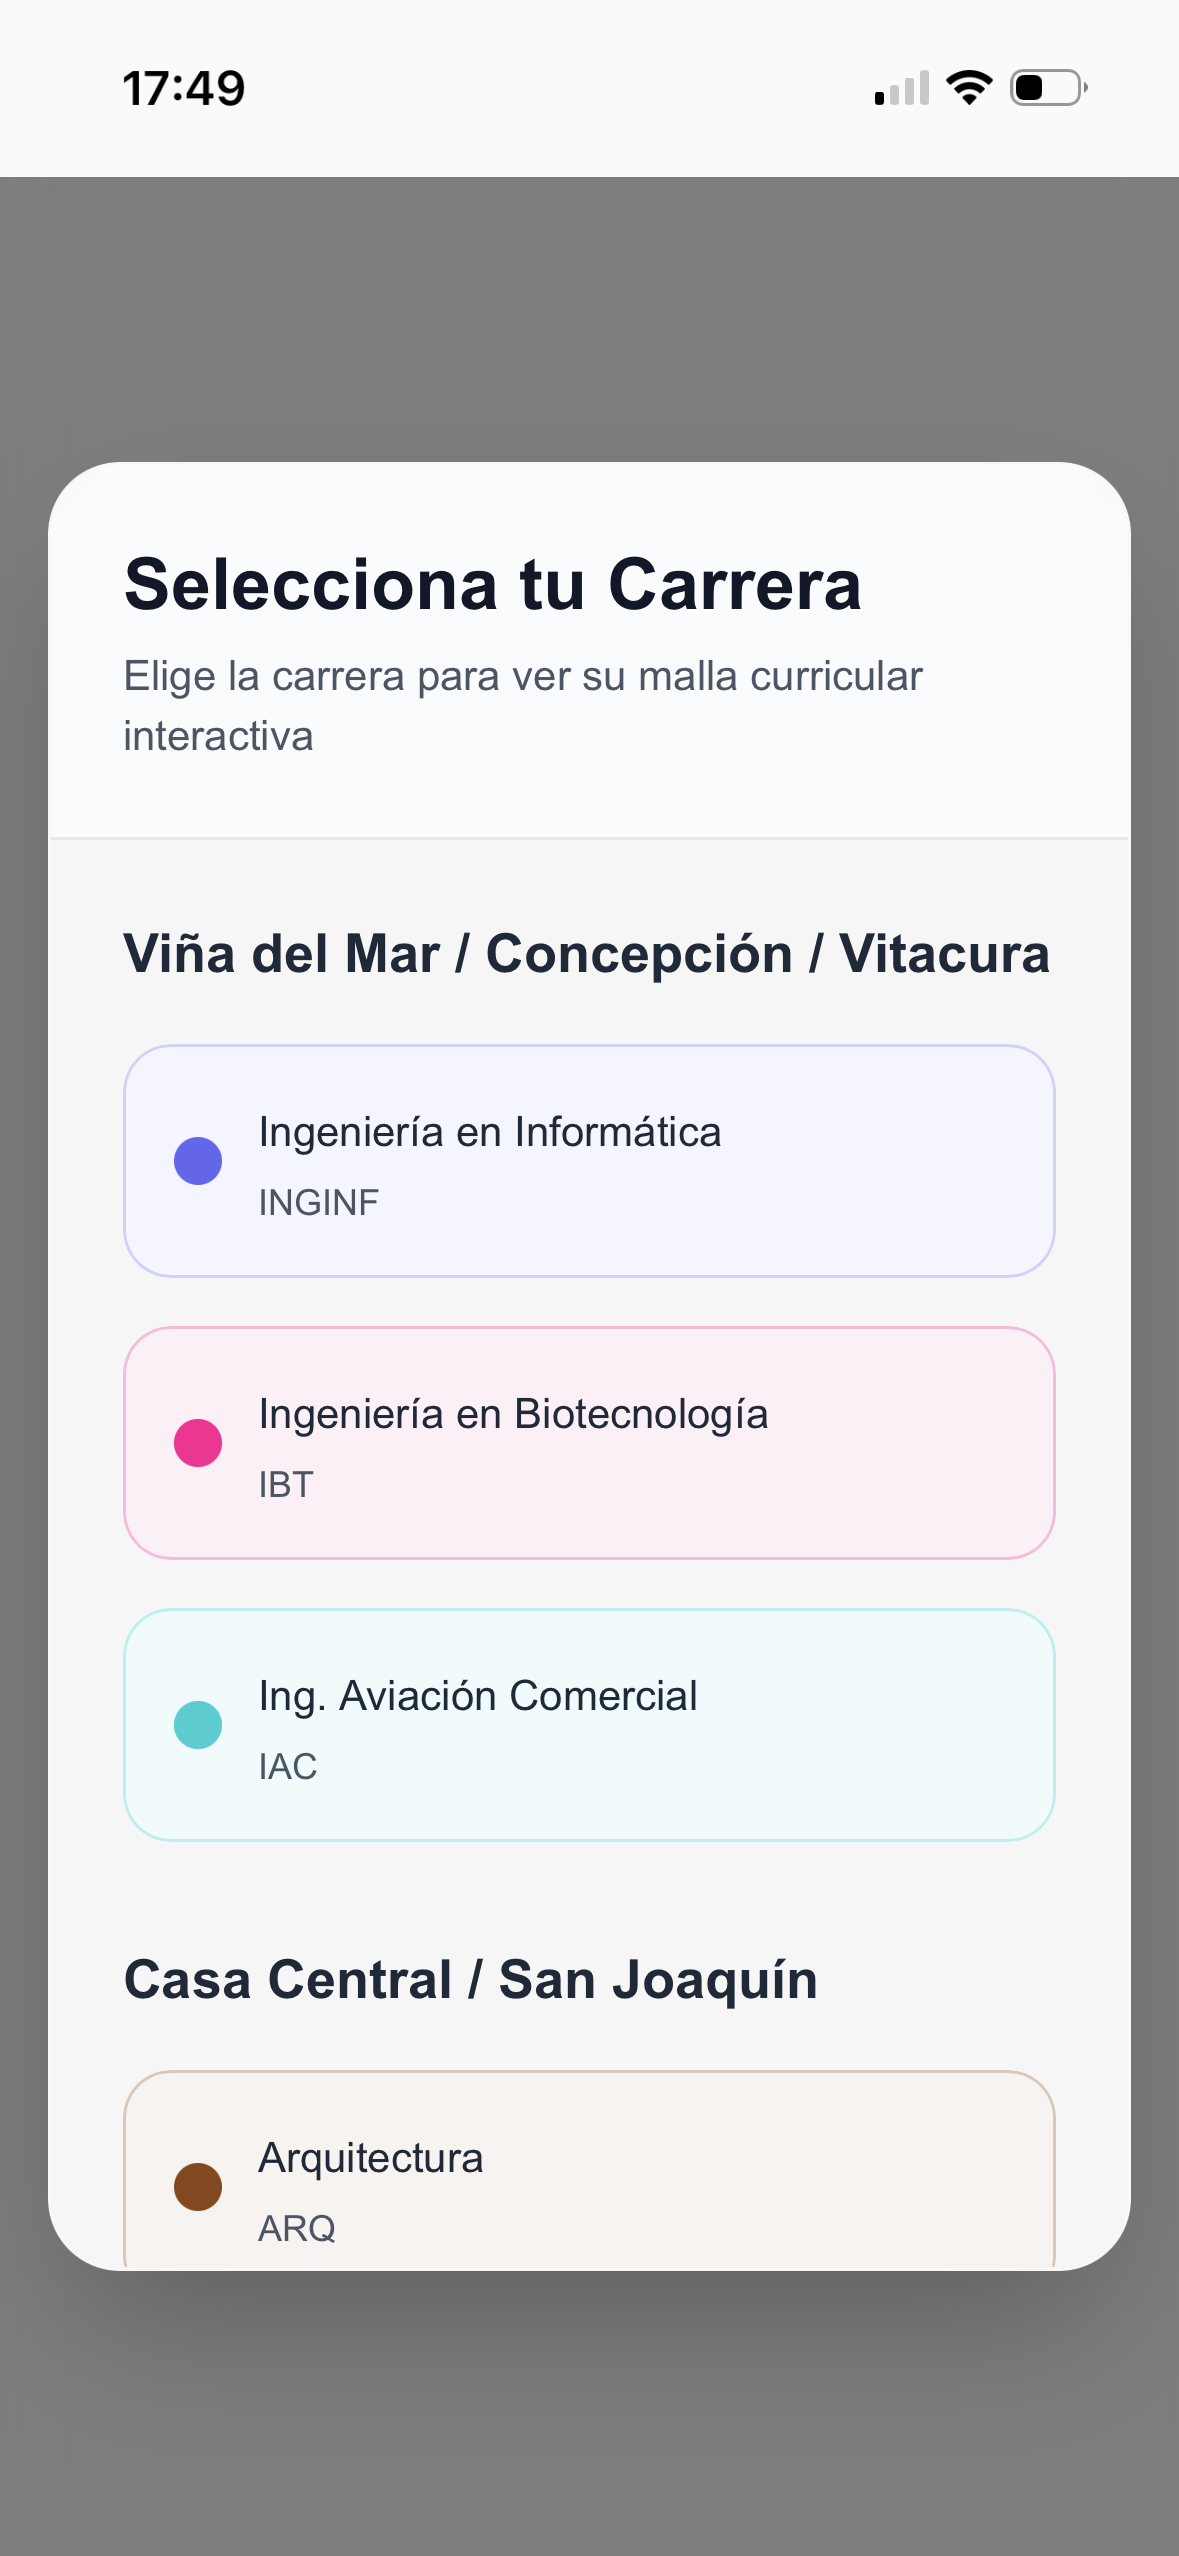 17:49
Selecciona tu Carrera
Elige la carrera para ver su malla curricular
interactiva
Viña del Mar / Concepción / Vitacura
Ingeniería en Informática
INGINF
Ingeniería en Biotecnología
IBT
Ing. Aviación Comercial
IAC
Casa Central / San Joaquín
Arquitectura
ARQ